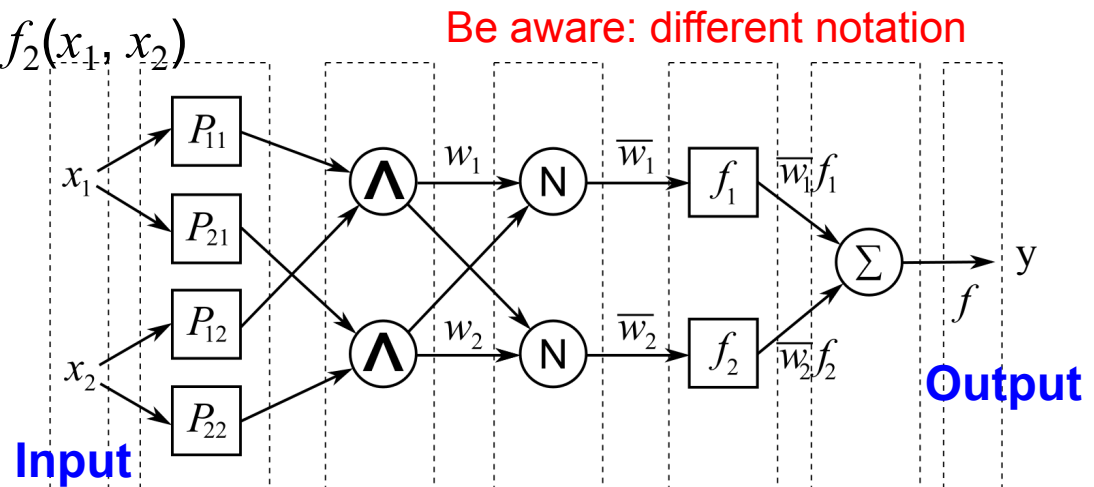 f₂(x₁, x₂)
Be aware: different notation
P₁₁
x₁
P₂₁
P₁₂
x₂
P₂₂
Λ
Λ
w₁
w₂
N
N
w̅₁
w̅₂
f₁
f₂
w̅₁f₁
w̅₂f₂
Σ
y
f
Output
Input